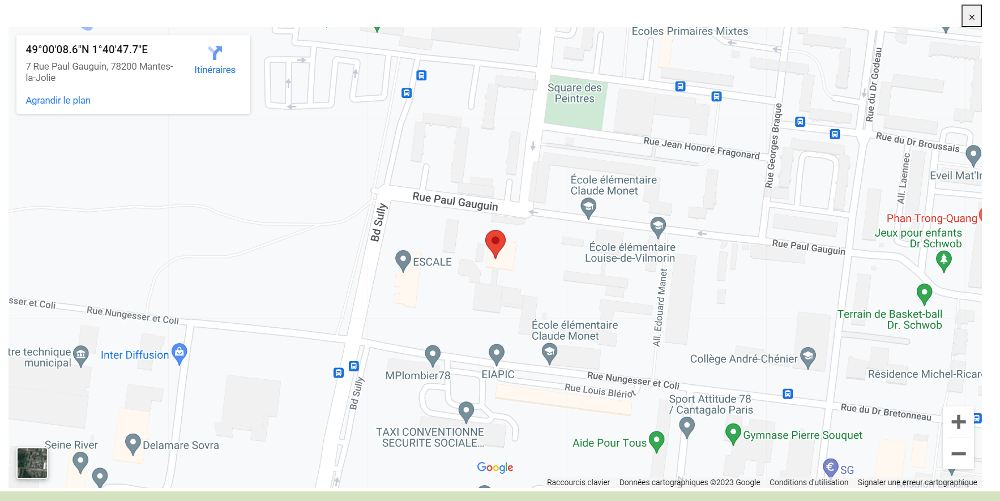 ×
Ecoles Primaires Mixtes
49°00'08.6"N 1°40'47.7"E
7 Rue Paul Gauguin, 78200 Mantes-
la-Jolie
Itinéraires
Agrandir le plan
Square des
Peintres
Rue du Dr Godeau
Rue Georges Braque
Rue Jean Honoré Fragonard
Rue du Dr Broussais
All. Laennec
Eveil Mat'Ir
École élémentaire
Claude Monet
Rue Paul Gauguin
Bd Sully
Phan Trong-Quang
Jeux pour enfants
Dr Schwob
Rue Paul Gauguin
École élémentaire
Louise-de-Vilmorin
ESCALE
All. Edouard Manet
sser et Coli
Rue Nungesser et Coli
Terrain de Basket-ball
Dr. Schwob
École élémentaire
Claude Monet
tre technique
municipal
Inter Diffusion
Collège André-Chénier
MPlombier78
EIAPIC
Résidence Michel-Ricar
Rue Nungesser et Coli
Rue Louis Blériot
Bd Sully
Sport Attitude 78
/ Cantagalo Paris
Rue du Dr Bretonneau
TAXI CONVENTIONNE
SECURITE SOCIALE...
Aide Pour Tous
Gymnase Pierre Souquet
Seine River
Delamare Sovra
SG
Google
Raccourcis clavier
Données cartographiques ©2023 Google
Conditions d'utilisation
Signaler une erreur cartographique